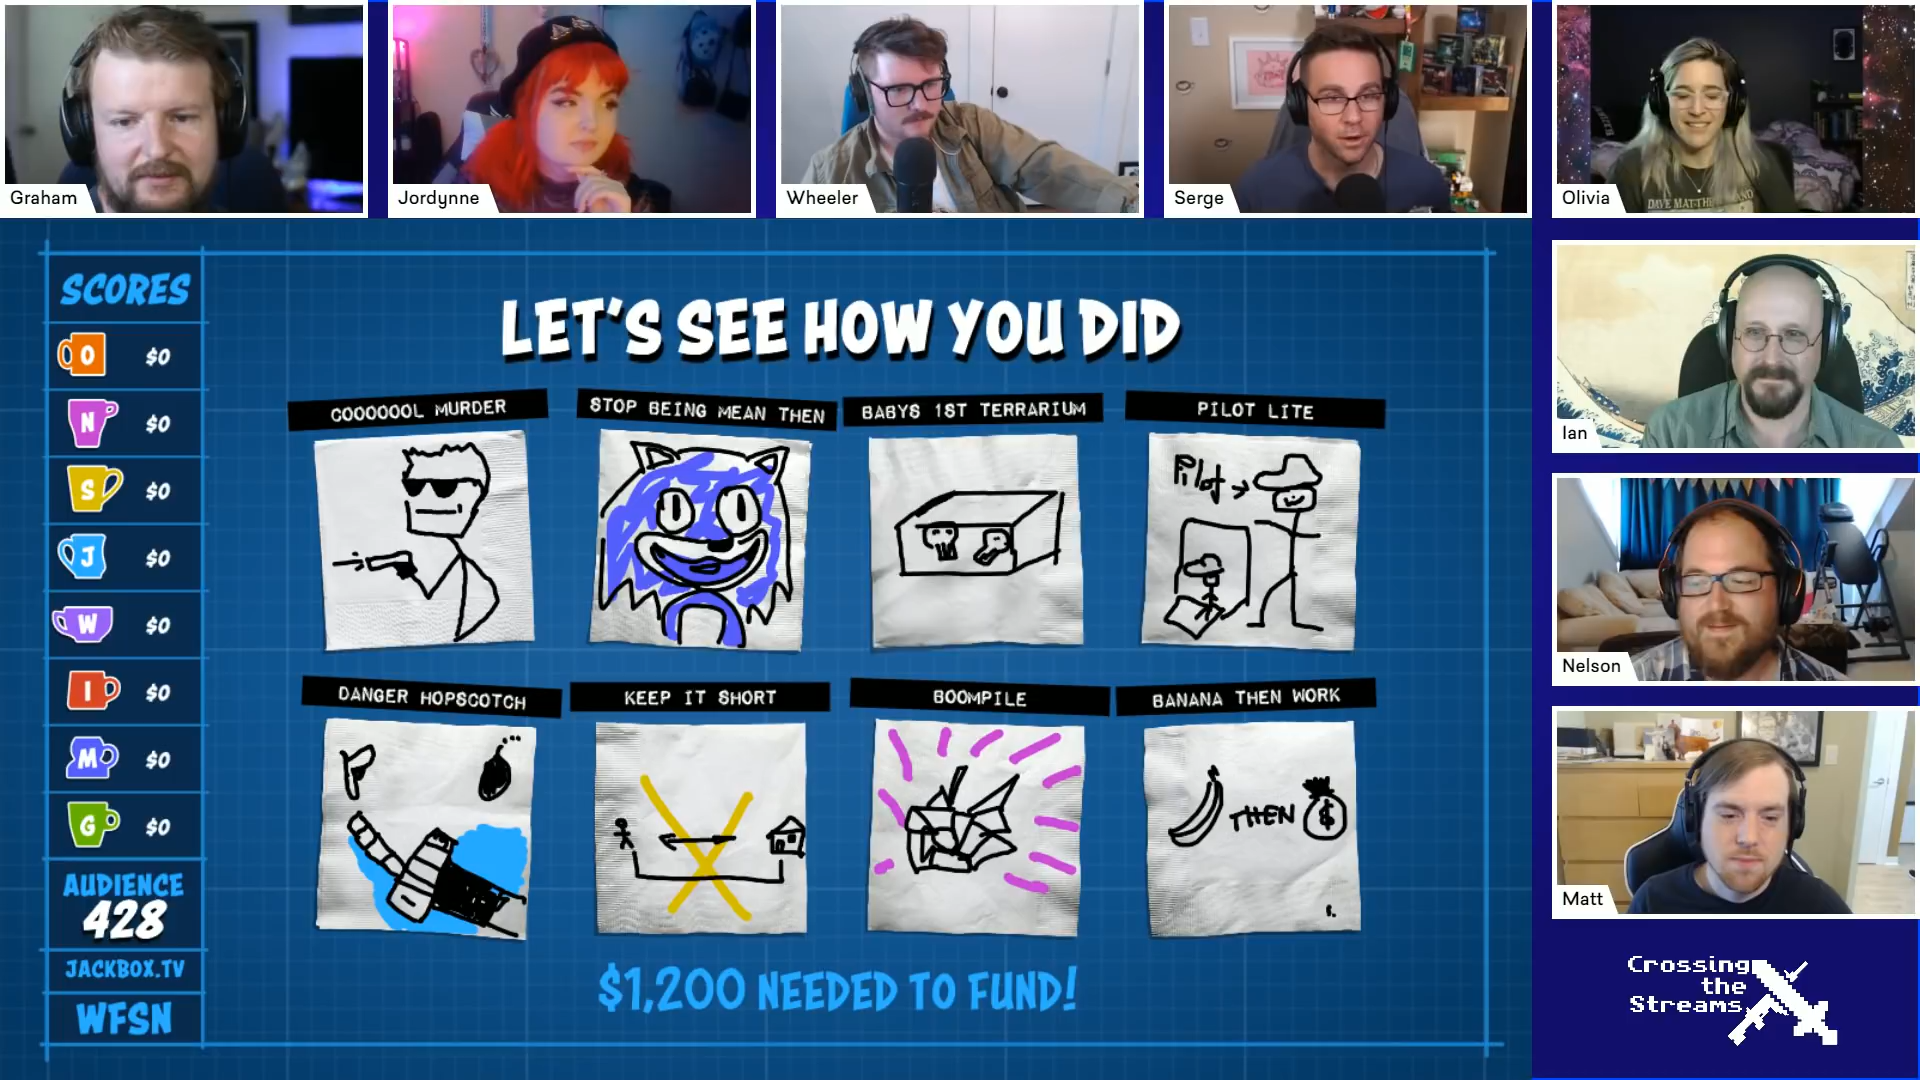 Graham
Jordynne
Wheeler
Serge
Olivia
DAVE MATTHEWS BAND
SCORES
O $0
N $0
S $0
J $0
W $0
I $0
M $0
G $0
AUDIENCE
428
JACKBOX.TV
WFSN
LET'S SEE HOW YOU DID
COOOOOOL MURDER
STOP BEING MEAN THEN
BABYS 1ST TERRARIUM
PILOT LITE
Pilot
DANGER HOPSCOTCH
KEEP IT SHORT
BOOMPILE
BANANA THEN WORK
THEN $
$1,200 NEEDED TO FUND!
Ian
Nelson
Matt
Crossing
the
Streams